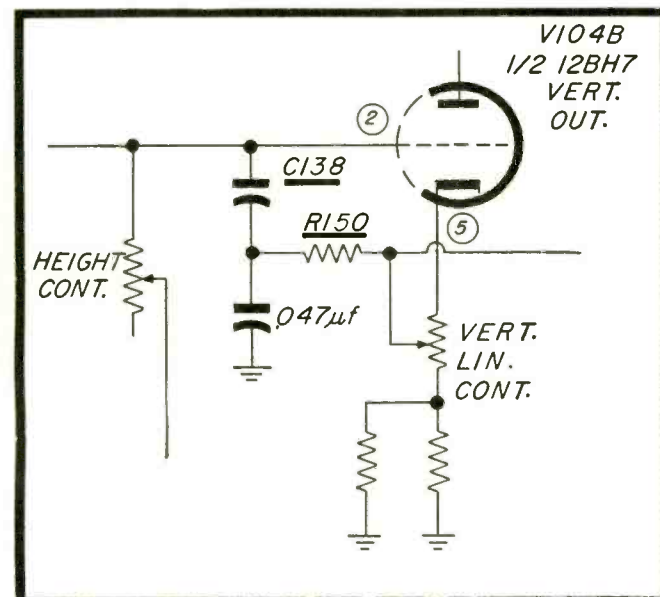 V104B
1/2 12BH7
VERT.
OUT.
2
C138
R150
5
HEIGHT
CONT.
.047µf
VERT.
LIN.
CONT.